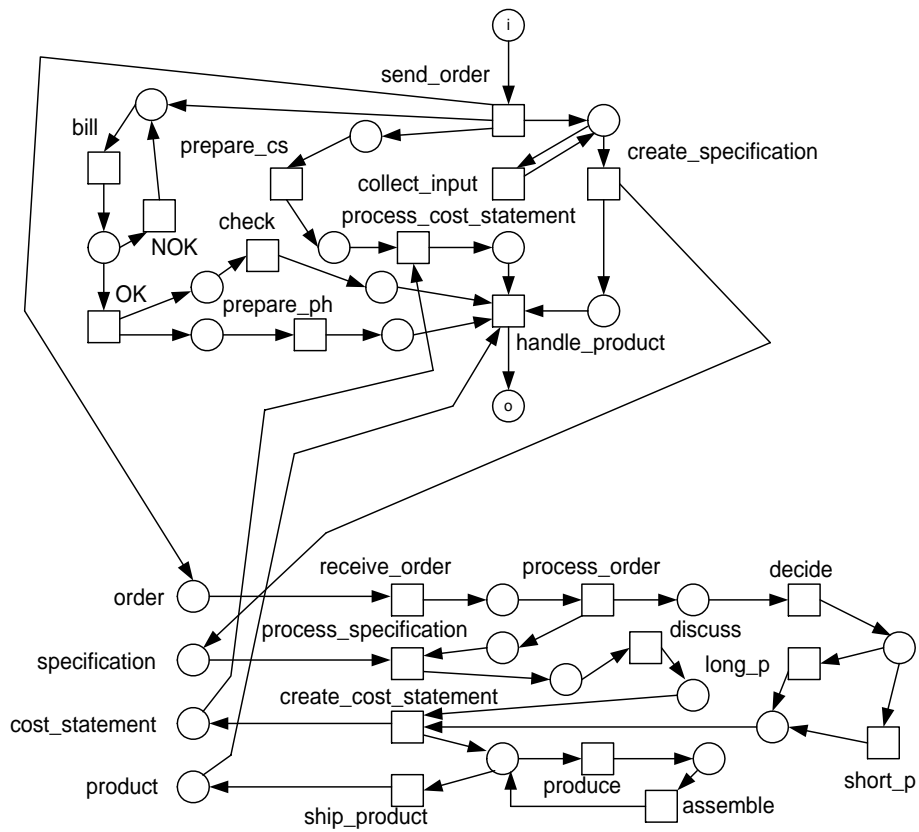 i
send_order
bill
prepare_cs
create_specification
collect_input
process_cost_statement
check
NOK
OK
prepare_ph
handle_product
o
receive_order
process_order
decide
order
process_specification
discuss
specification
long_p
create_cost_statement
cost_statement
product
produce
short_p
assemble
ship_product